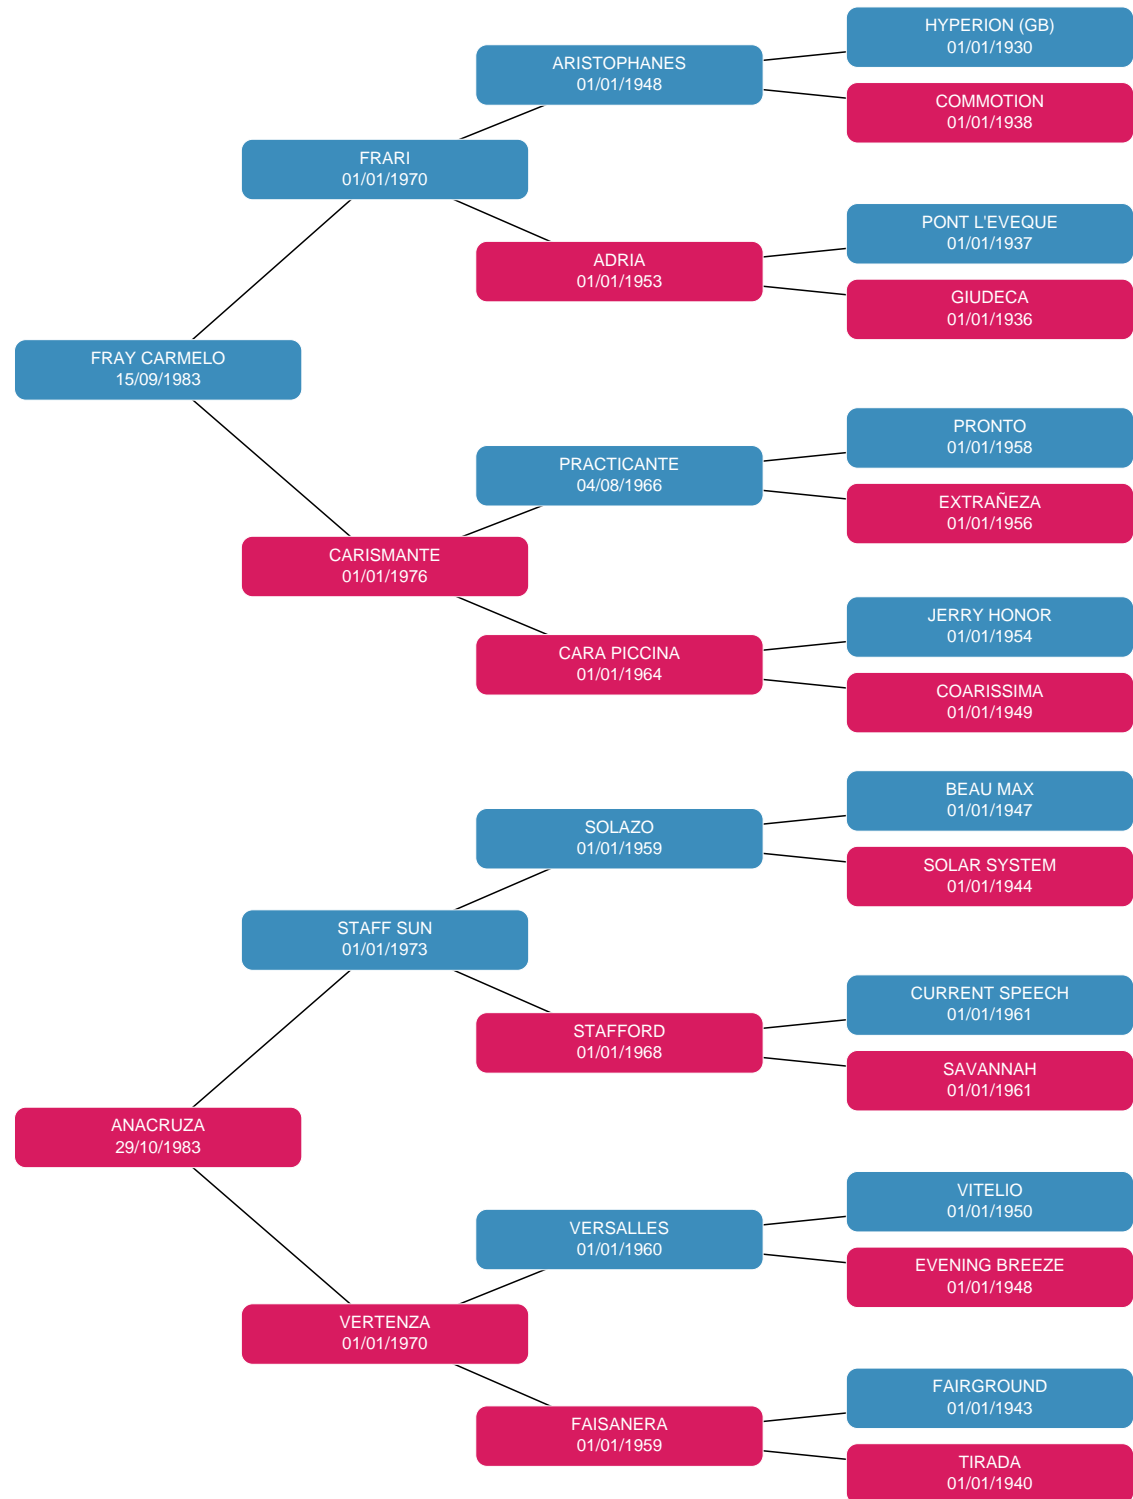 HYPERION (GB)
01/01/1930
ARISTOPHANES
01/01/1948
COMMOTION
01/01/1938
FRARI
01/01/1970
PONT L'EVEQUE
01/01/1937
ADRIA
01/01/1953
GIUDECA
01/01/1936
FRAY CARMELO
15/09/1983
PRONTO
01/01/1958
PRACTICANTE
04/08/1966
EXTRAÑEZA
01/01/1956
CARISMANTE
01/01/1976
JERRY HONOR
01/01/1954
CARA PICCINA
01/01/1964
COARISSIMA
01/01/1949
BEAU MAX
01/01/1947
SOLAZO
01/01/1959
SOLAR SYSTEM
01/01/1944
STAFF SUN
01/01/1973
CURRENT SPEECH
01/01/1961
STAFFORD
01/01/1968
SAVANNAH
01/01/1961
ANACRUZA
29/10/1983
VITELIO
01/01/1950
VERSALLES
01/01/1960
EVENING BREEZE
01/01/1948
VERTENZA
01/01/1970
FAIRGROUND
01/01/1943
FAISANERA
01/01/1959
TIRADA
01/01/1940